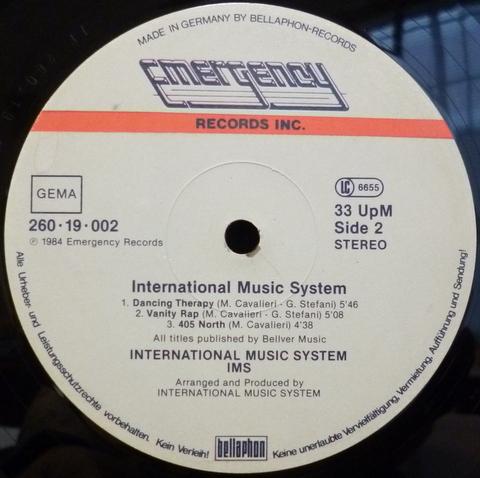 MADE IN GERMANY BY BELLAPHON-RECORDS
Emergency
RECORDS INC.
GEMA
LC 6655
260·19·002
℗ 1984 Emergency Records
33 UpM
Side 2
STEREO
International Music System
1. Dancing Therapy (M. Cavalieri - G. Stefani) 5'46
2. Vanity Rap (M. Cavalieri - G. Stefani) 5'08
3. 405 North (M. Cavalieri) 4'38
All titles published by Bellver Music
INTERNATIONAL MUSIC SYSTEM
IMS
Arranged and Produced by
INTERNATIONAL MUSIC SYSTEM
bellaphon
Alle Urheber- und Leistungsschutzrechte vorbehalten. Kein Verleih! Keine unerlaubte Vervielfältigung, Vermietung, Aufführung und Sendung!